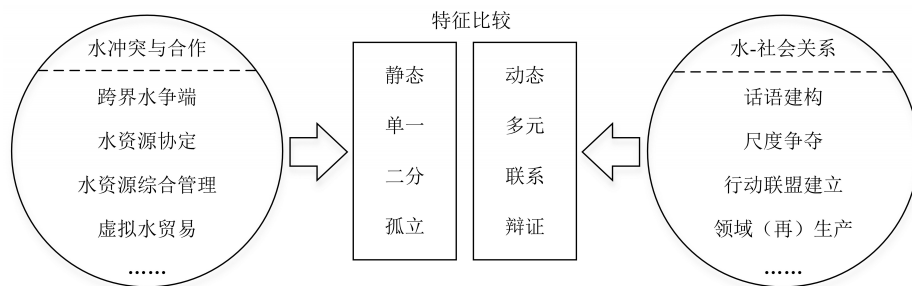 特征比较
水冲突与合作
跨界水争端
水资源协定
水资源综合管理
虚拟水贸易
......
静态
单一
二分
孤立
动态
多元
联系
辩证
水-社会关系
话语建构
尺度争夺
行动联盟建立
领域（再）生产
......